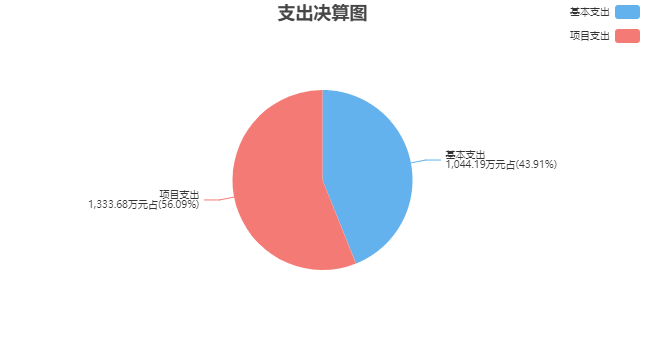 支出决算图
基本支出
项目支出
基本支出
1,044.19万元占(43.91%)
项目支出
1,333.68万元占(56.09%)